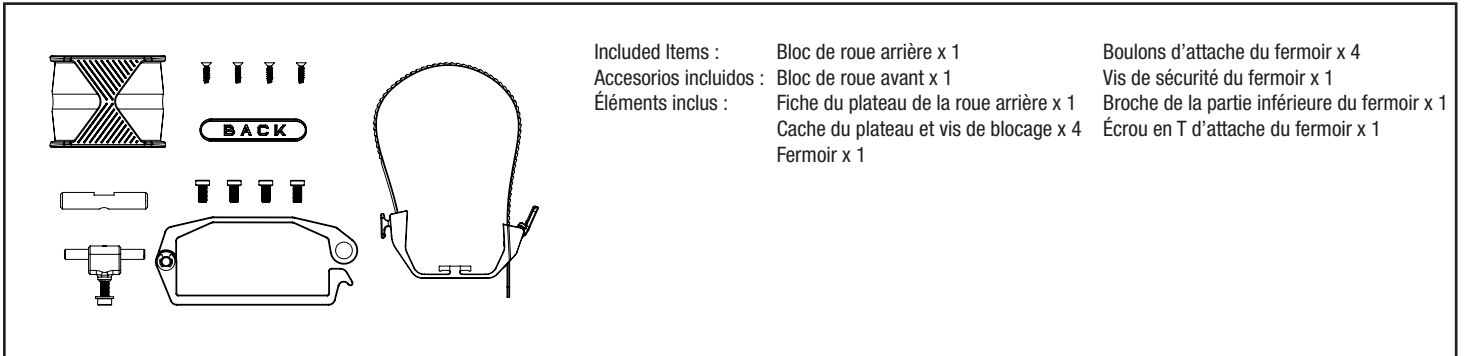 BACK
Included Items :
Accesorios incluidos :
Éléments inclus :
Bloc de roue arrière x 1
Bloc de roue avant x 1
Fiche du plateau de la roue arrière x 1
Cache du plateau et vis de blocage x 4
Fermoir x 1
Boulons d’attache du fermoir x 4
Vis de sécurité du fermoir x 1
Broche de la partie inférieure du fermoir x 1
Écrou en T d’attache du fermoir x 1